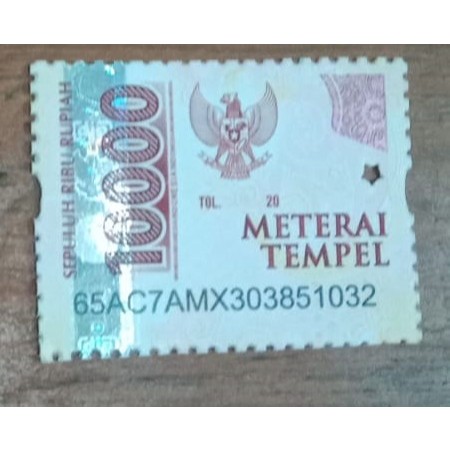 SEPULUH RIBU RUPIAH
10000
TGL. 20
METERAI
TEMPEL
65AC7AMX303851032